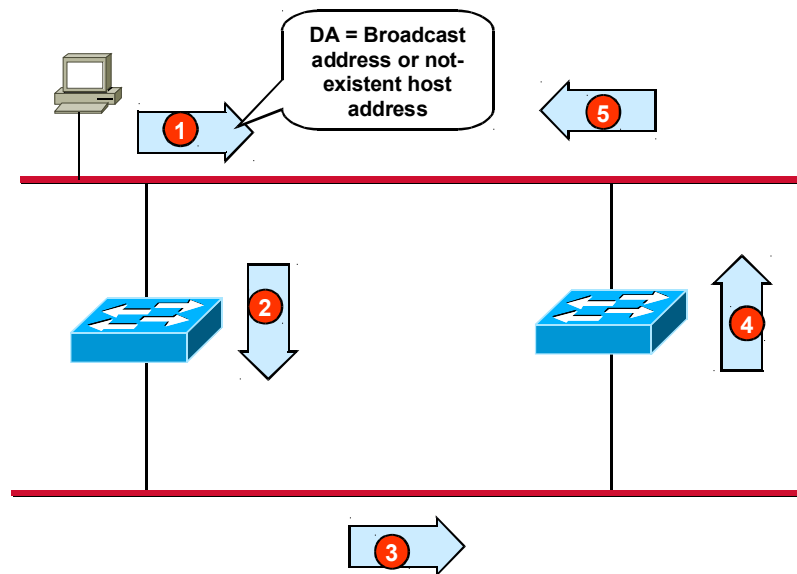 DA = Broadcast
address or not-
existent host
address
1
5
2
4
3